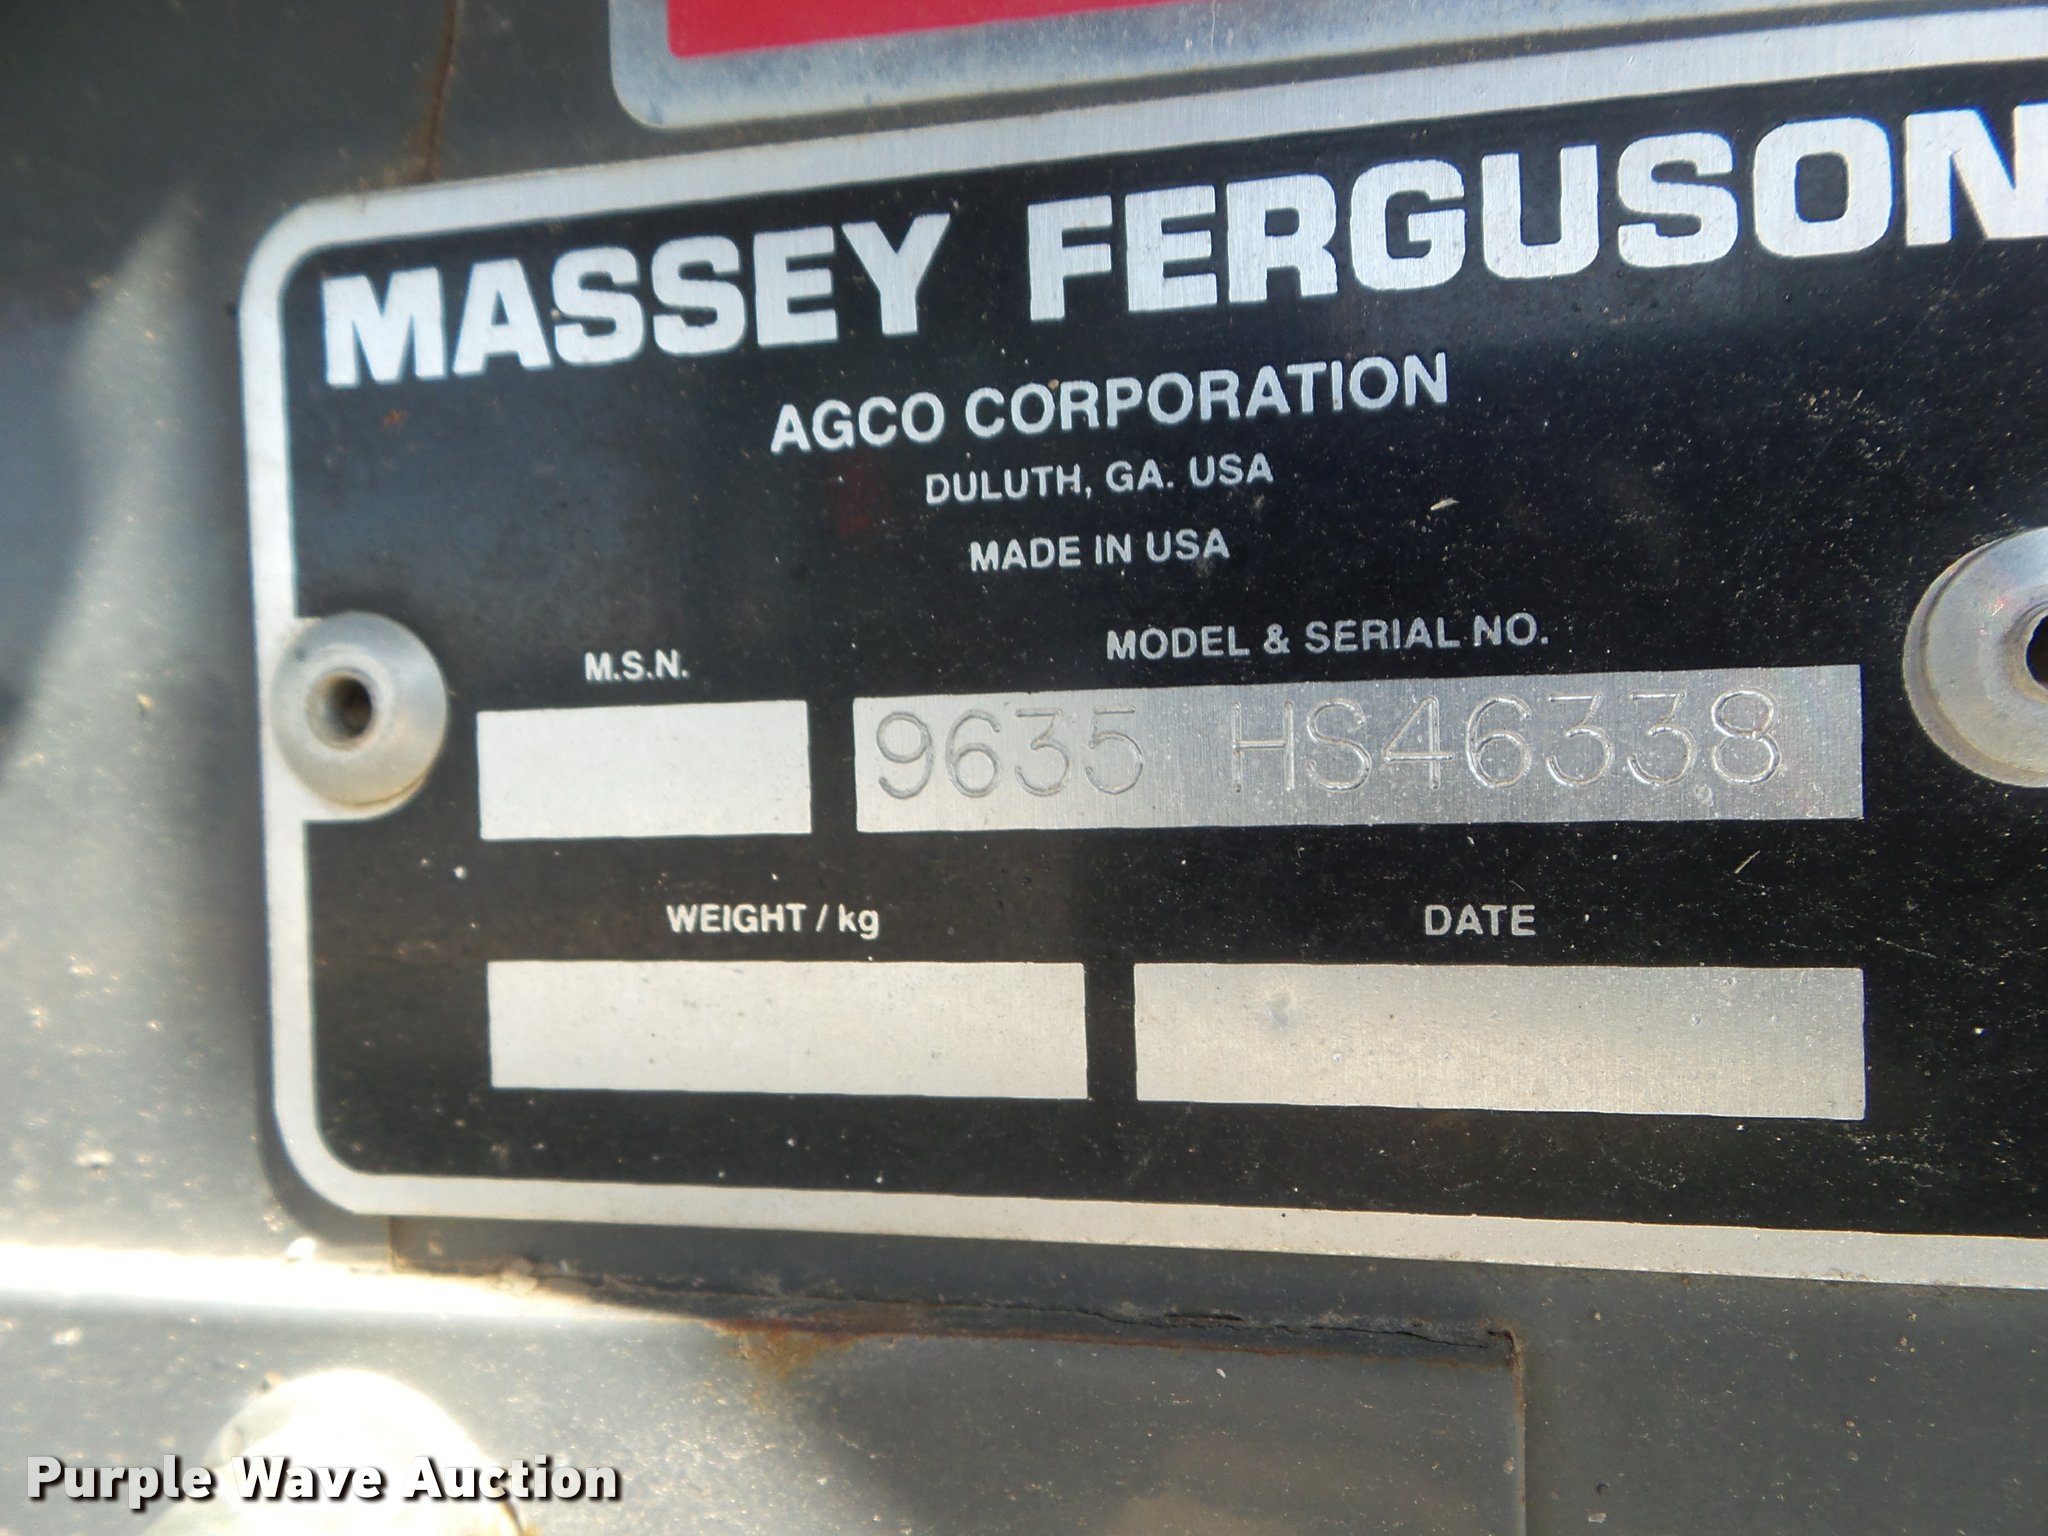 MASSEY FERGUSON
AGCO CORPORATION
DULUTH, GA. USA
MADE IN USA
M.S.N.
MODEL & SERIAL NO.
9635 HS46338
WEIGHT / kg
DATE
Purple Wave Auction